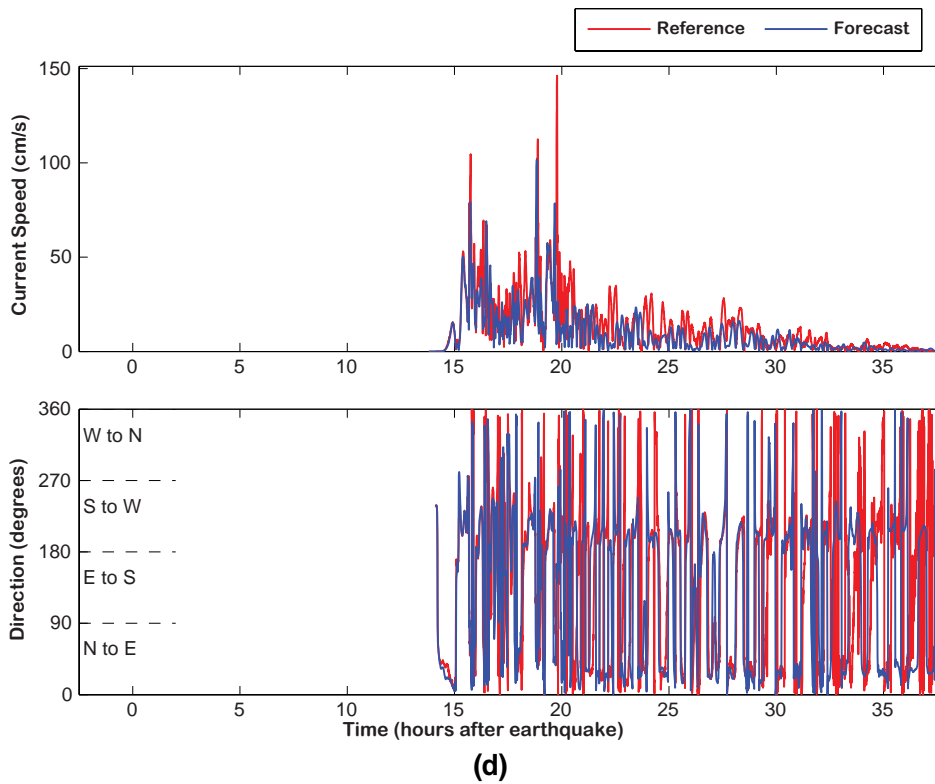 Reference Forecast
150
100
50
0
Current Speed (cm/s)
0 5 10 15 20 25 30 35
360
270
180
90
0
Direction (degrees)
W to N
S to W
E to S
N to E
0 5 10 15 20 25 30 35
Time (hours after earthquake)
(d)